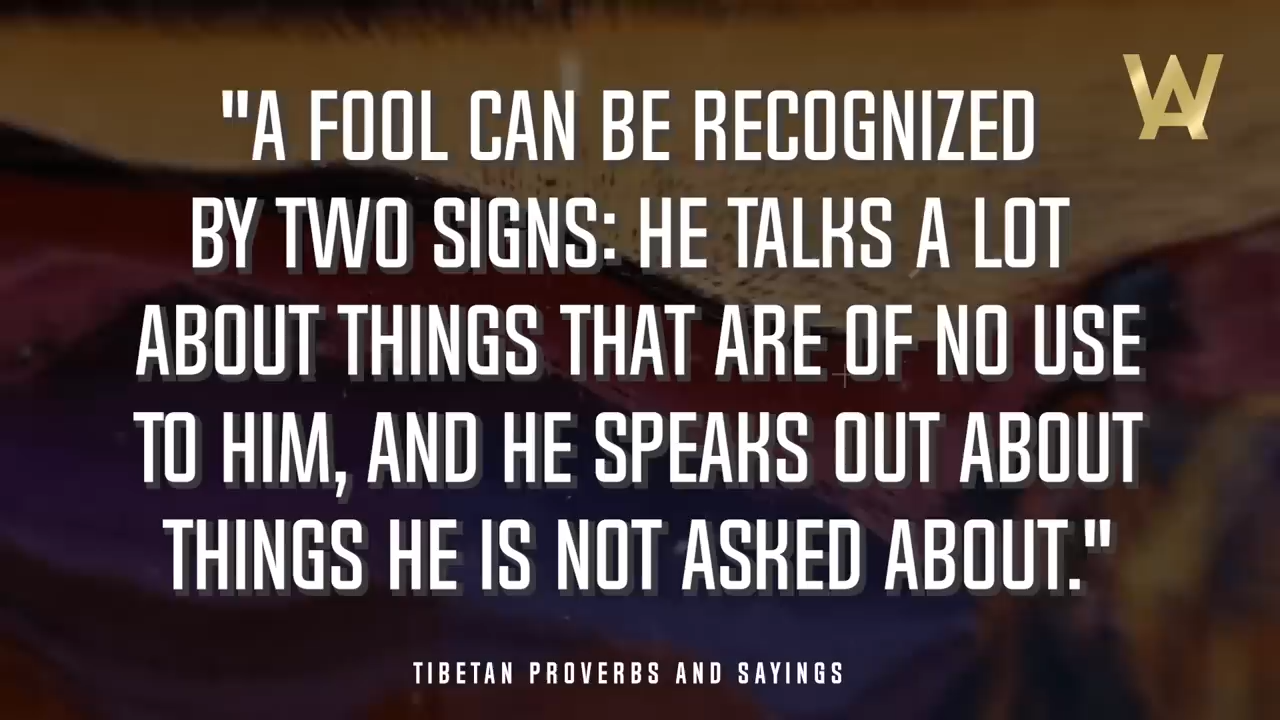 "A FOOL CAN BE RECOGNIZED
BY TWO SIGNS: HE TALKS A LOT
ABOUT THINGS THAT ARE OF NO USE
TO HIM, AND HE SPEAKS OUT ABOUT
THINGS HE IS NOT ASKED ABOUT."
TIBETAN PROVERBS AND SAYINGS